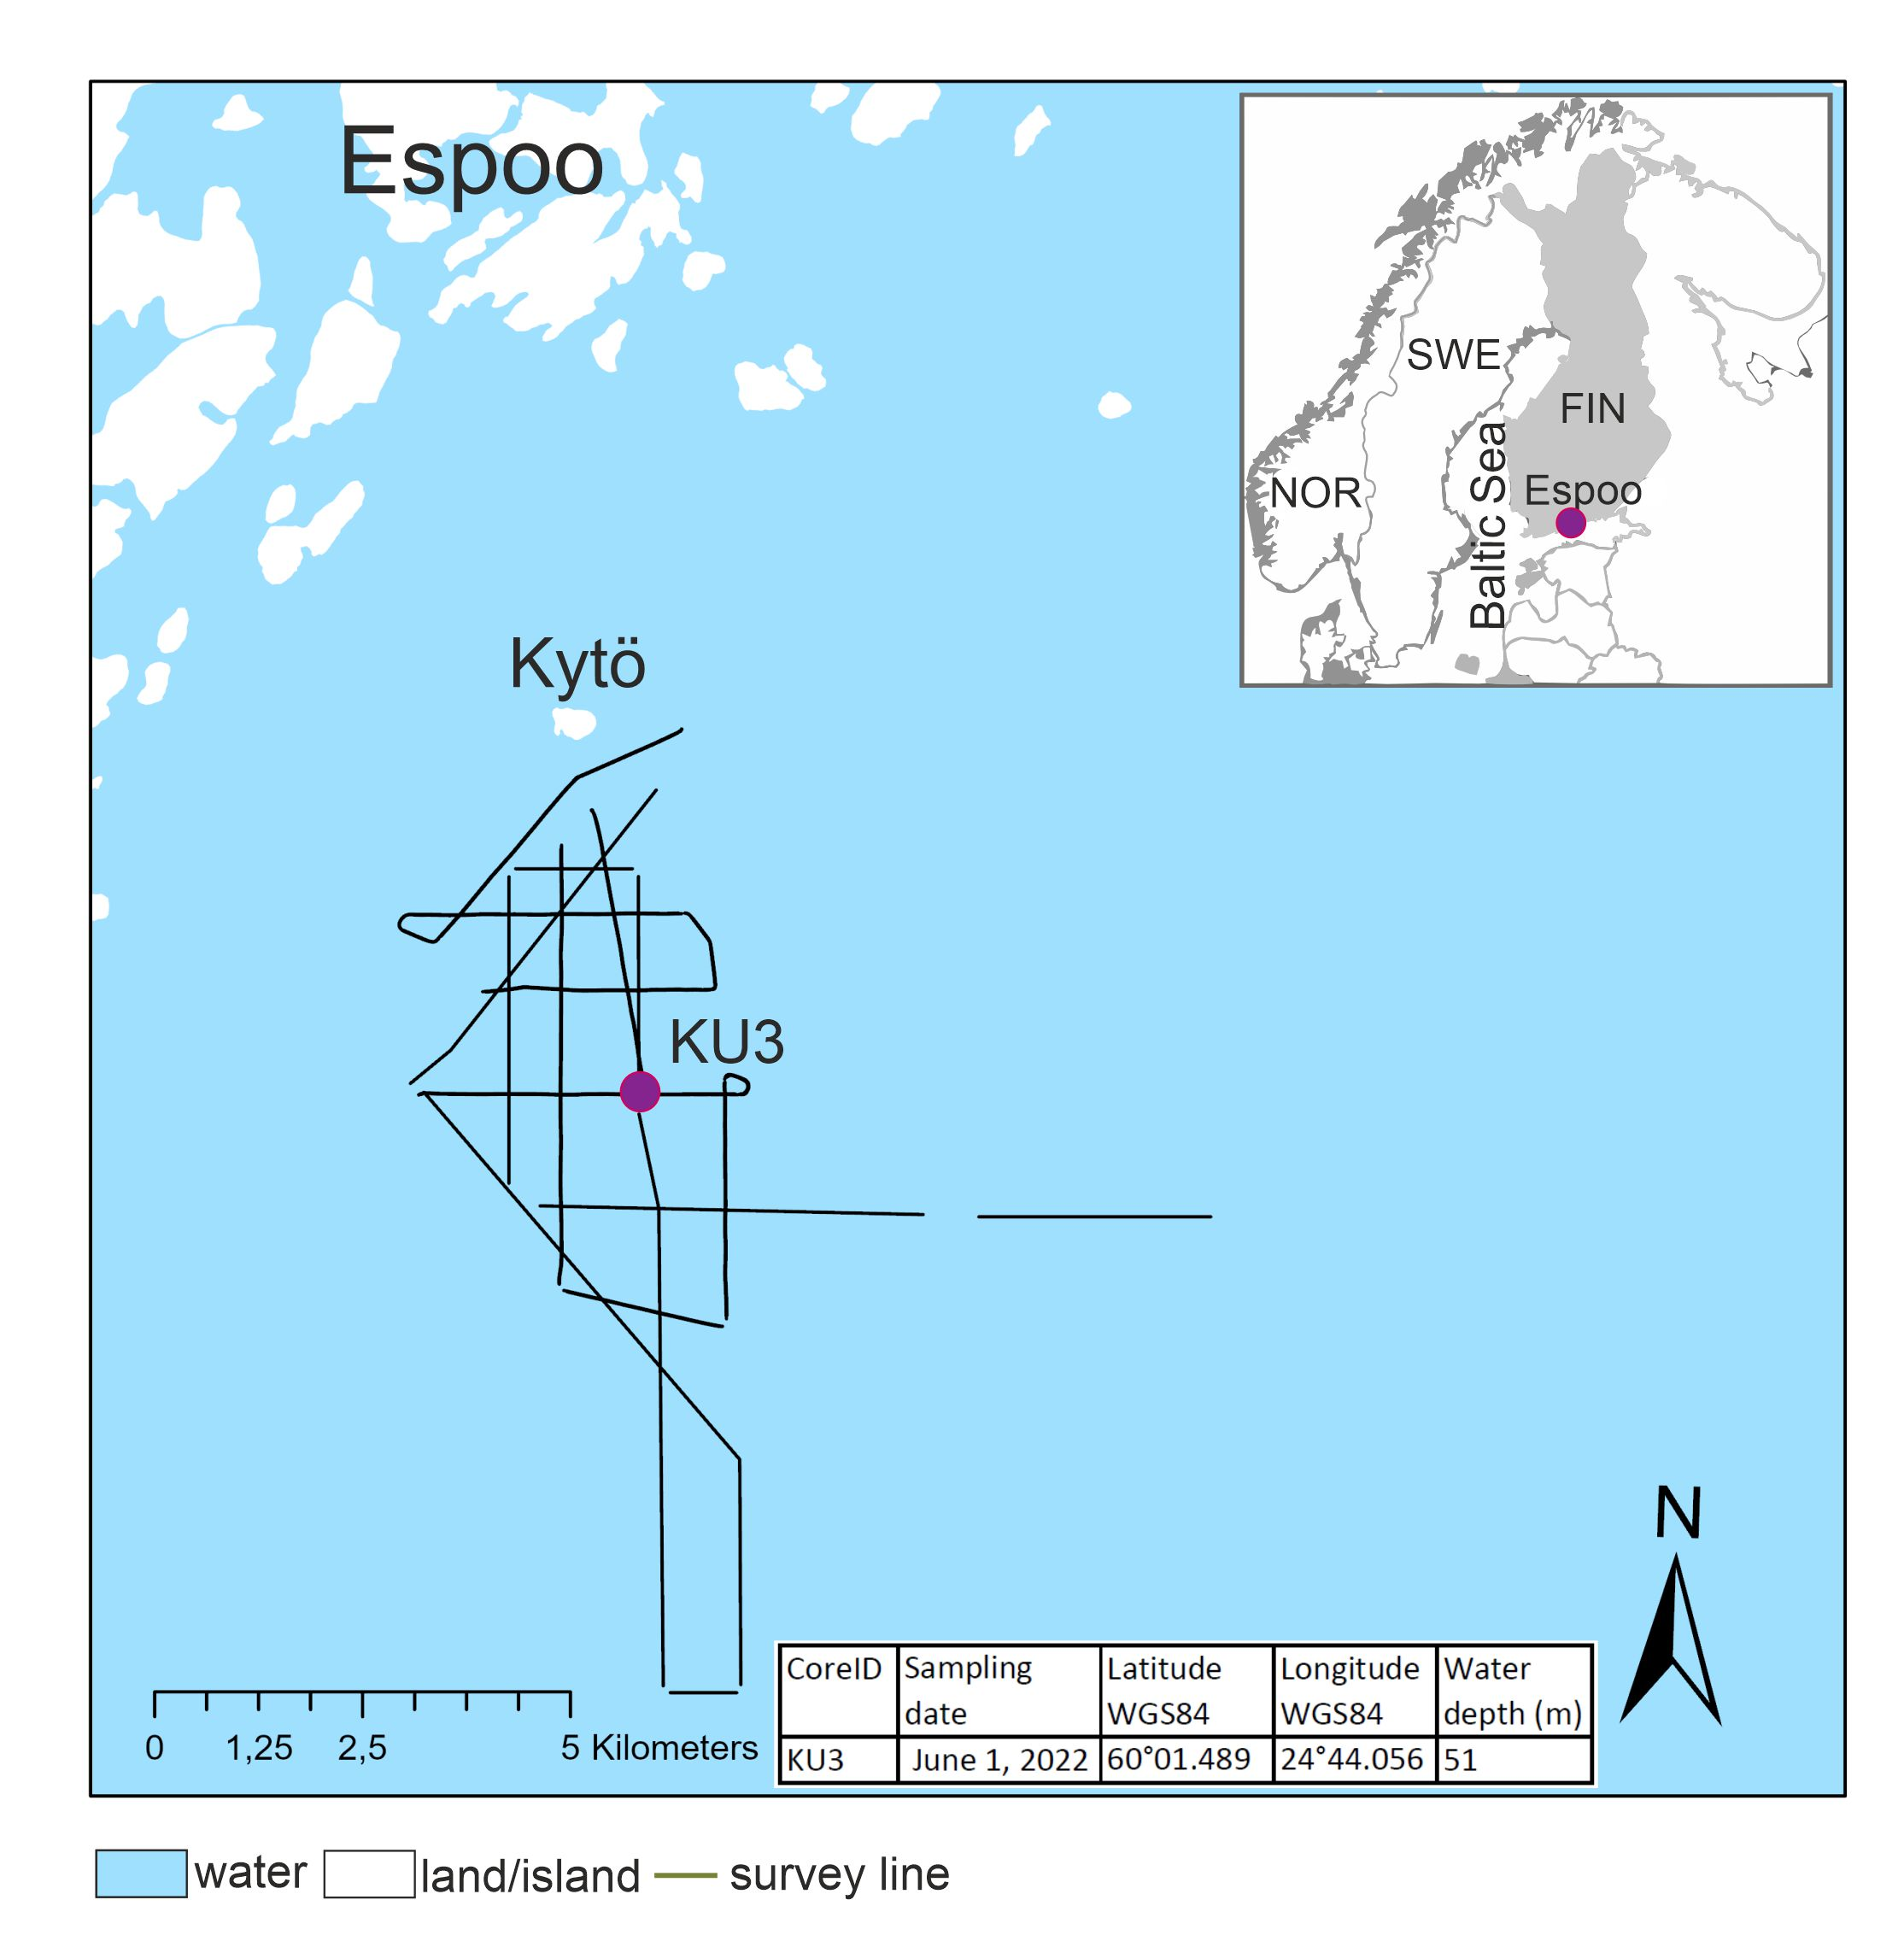 Espoo
SWE
FIN
NOR
Espoo
Baltic Sea
Kytö
KU3
N
CoreID Sampling date Latitude WGS84 Longitude WGS84 Water depth (m)
KU3 June 1, 2022 60°01.489 24°44.056 51
0 1,25 2,5 5 Kilometers
water land/island survey line